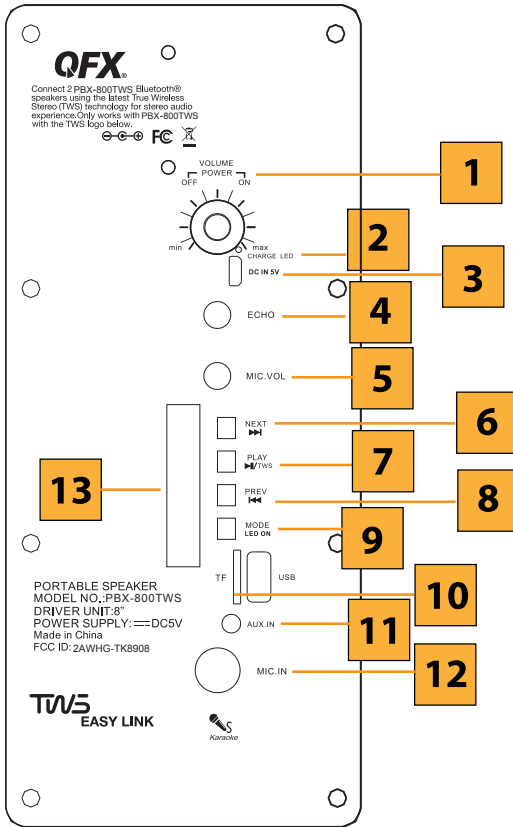 QFX®
Connect 2 PBX-800TWS Bluetooth®
speakers using the latest True Wireless
Stereo (TWS) technology for stereo audio
experience.Only works with PBX-800TWS
with the TWS logo below.
FC
VOLUME
POWER
OFF ON
min max
CHARGE LED
DC IN 5V
ECHO
MIC.VOL
NEXT
PLAY
/TWS
PREV
MODE
LED ON
TF USB
AUX.IN
MIC.IN
PORTABLE SPEAKER
MODEL NO,:PBX-800TWS
DRIVER UNIT:8"
POWER SUPPLY: DC5V
Made in China
FCC ID: 2AWHG-TK8908
TWS
EASY LINK
S
Karaoke
1
2
3
4
5
6
7
8
9
10
11
12
13